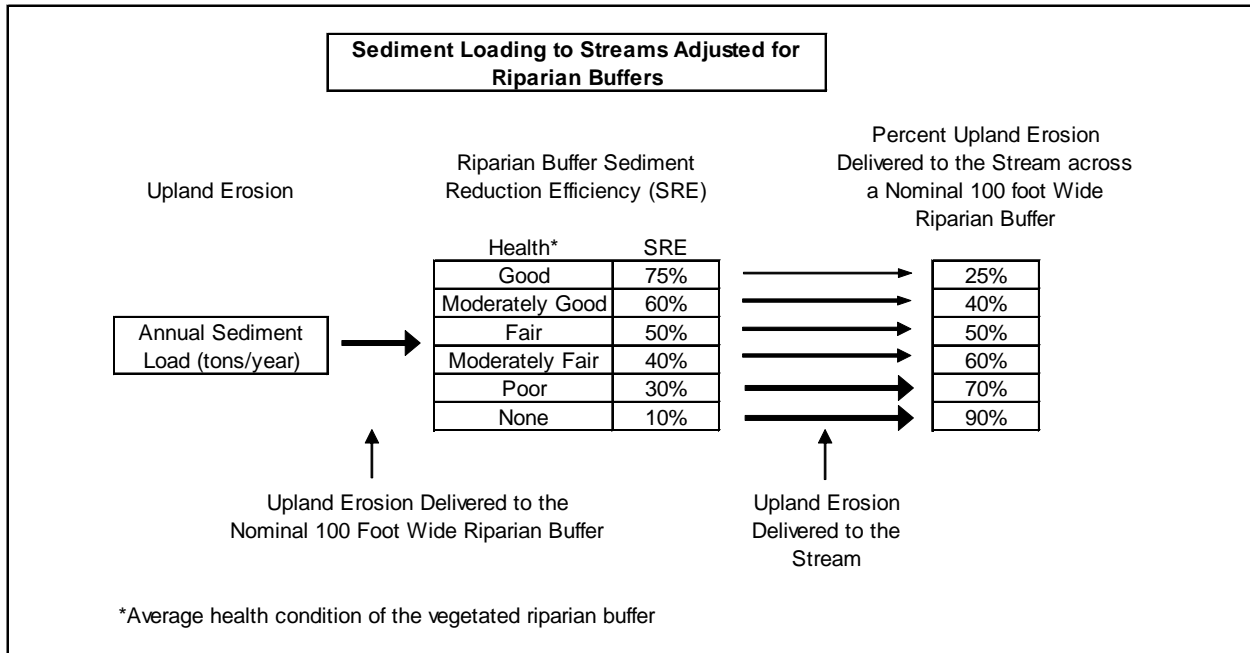 Sediment Loading to Streams Adjusted for
Riparian Buffers
Upland Erosion
Riparian Buffer Sediment
Reduction Efficiency (SRE)
Percent Upland Erosion
Delivered to the Stream across
a Nominal 100 foot Wide
Riparian Buffer
Health* SRE
Good 75% 25%
Moderately Good 60% 40%
Fair 50% 50%
Moderately Fair 40% 60%
Poor 30% 70%
None 10% 90%
Annual Sediment
Load (tons/year)
Upland Erosion Delivered to the
Nominal 100 Foot Wide Riparian Buffer
Upland Erosion
Delivered to the
Stream
*Average health condition of the vegetated riparian buffer